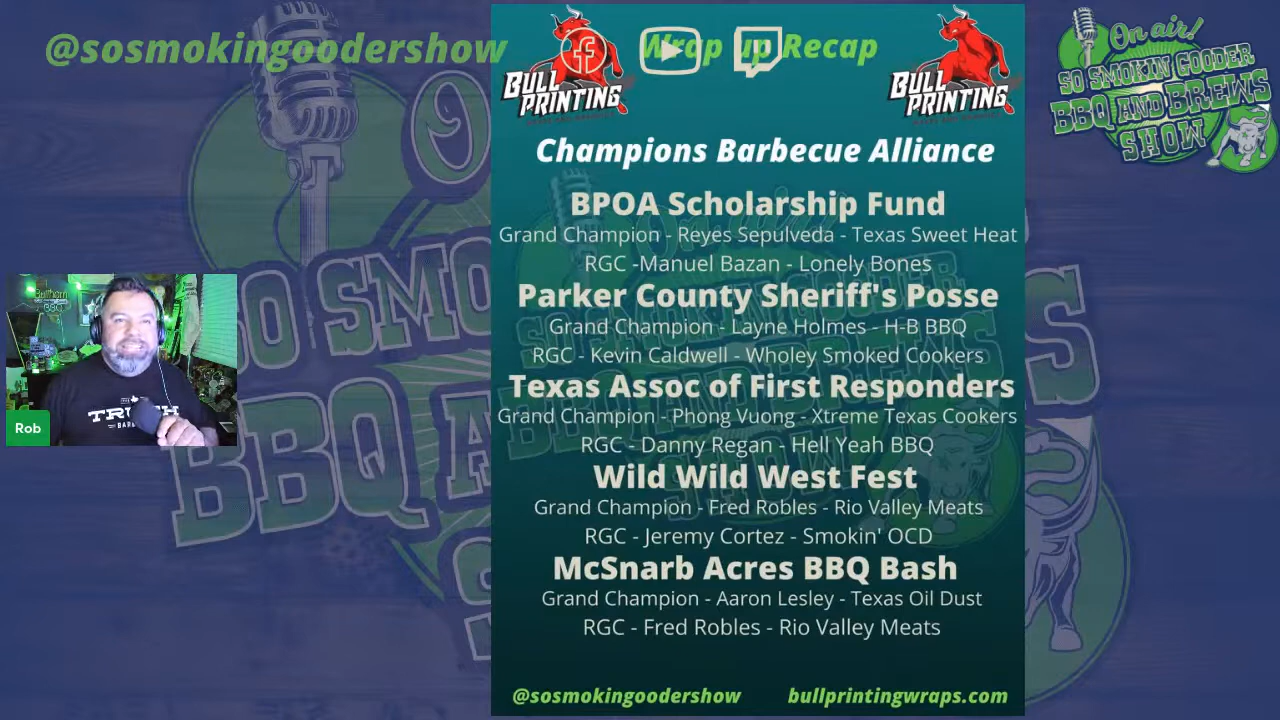 @sosmokingoodershow
Wrap up Recap
BULL
PRINTING
BULL
PRINTING
On air!
SO SMOKIN GOODER
BBQ AND BREWS
SHOW
Champions Barbecue Alliance
BPOA Scholarship Fund
Grand Champion - Reyes Sepulveda - Texas Sweet Heat
RGC -Manuel Bazan - Lonely Bones
Parker County Sheriff's Posse
Grand Champion - Layne Holmes - H-B BBQ
RGC - Kevin Caldwell - Wholey Smoked Cookers
Texas Assoc of First Responders
Grand Champion - Phong Vuong - Xtreme Texas Cookers
RGC - Danny Regan - Hell Yeah BBQ
Wild Wild West Fest
Grand Champion - Fred Robles - Rio Valley Meats
RGC - Jeremy Cortez - Smokin' OCD
McSnarb Acres BBQ Bash
Grand Champion - Aaron Lesley - Texas Oil Dust
RGC - Fred Robles - Rio Valley Meats
@sosmokingoodershow bullprintingwraps.com
Rob